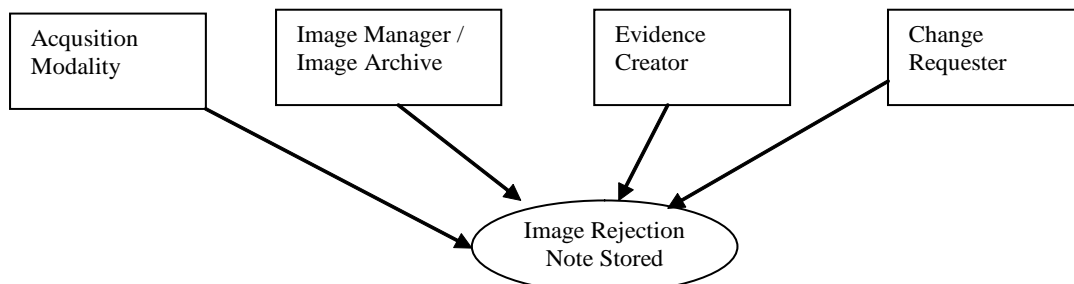 Acqusition
Modality
Image Manager /
Image Archive
Evidence
Creator
Change
Requester
Image Rejection
Note Stored